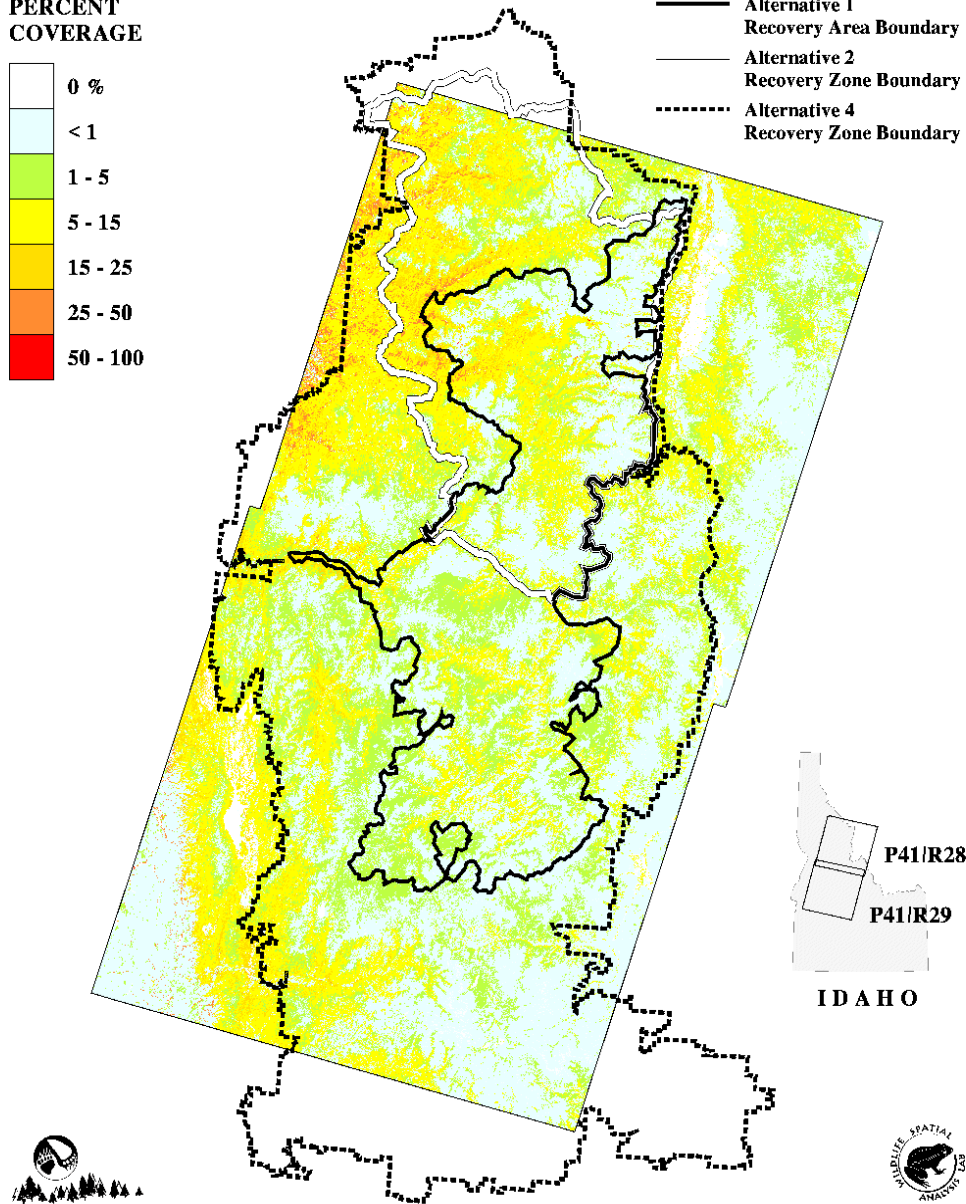 PERCENT
COVERAGE
0 %
< 1
1 - 5
5 - 15
15 - 25
25 - 50
50 - 100
Alternative 1
Recovery Area Boundary
Alternative 2
Recovery Zone Boundary
Alternative 4
Recovery Zone Boundary
P41/R28
P41/R29
IDAHO
WILDLIFE SPATIAL ANALYSIS LAB